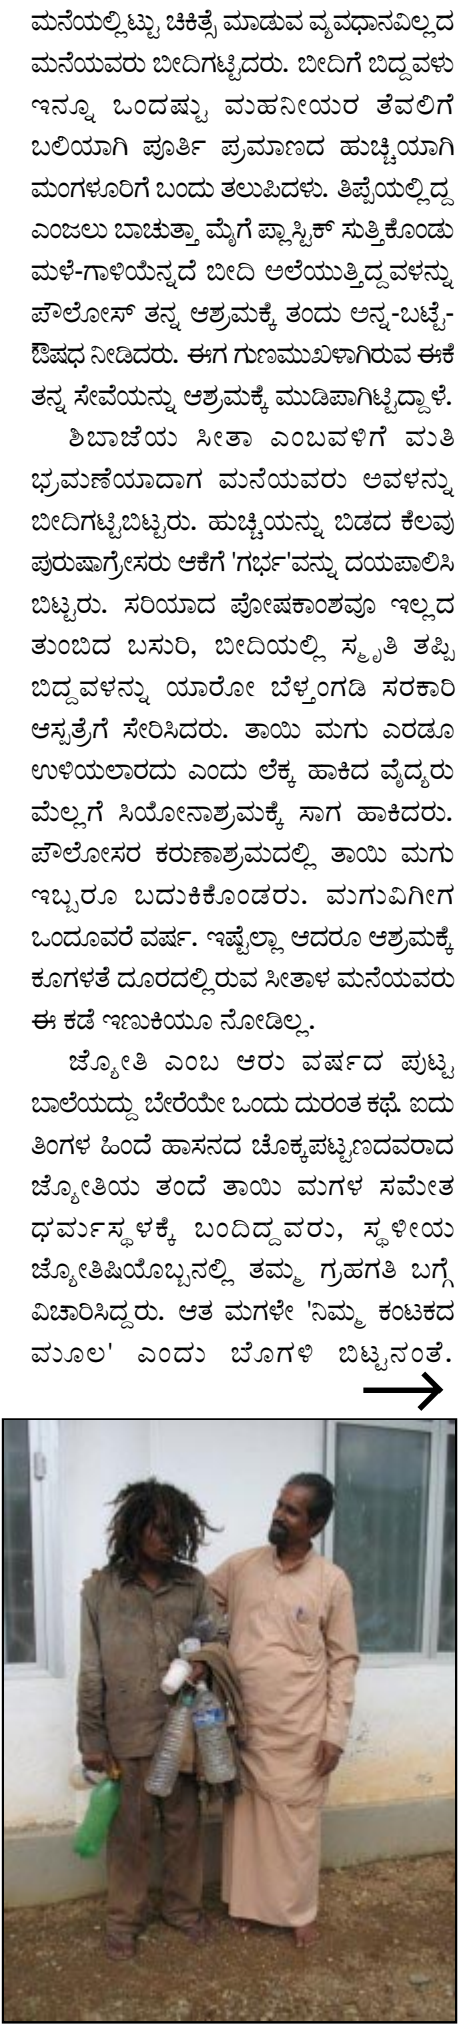 ಮನೆಯಲ್ಲಿಟ್ಟು ಚಿಕಿತ್ಸೆ ಮಾಡುವ ವ್ಯವಧಾನವಿಲ್ಲದ
ಮನೆಯವರು ಬೀದಿಗಟ್ಟಿದರು. ಬೀದಿಗೆ ಬಿದ್ದವಳು
ಇನ್ನೂ ಒಂದಷ್ಟು ಮಹನೀಯರ ತೆವಲಿಗೆ
ಬಲಿಯಾಗಿ ಪೂರ್ತಿ ಪ್ರಮಾಣದ ಹುಚ್ಚಿಯಾಗಿ
ಮಂಗಳೂರಿಗೆ ಬಂದು ತಲುಪಿದಳು. ತಿಪ್ಪೆಯಲ್ಲಿದ್ದ
ಎಂಜಲು ಬಾಚುತ್ತಾ ಮೈಗೆ ಪ್ಲಾಸ್ಟಿಕ್ ಸುತ್ತಿಕೊಂಡು
ಮಳೆ-ಗಾಳಿಯೆನ್ನದೆ ಬೀದಿ ಅಲೆಯುತ್ತಿದ್ದವಳನ್ನು
ಪೌಲೋಸ್ ತನ್ನ ಆಶ್ರಮಕ್ಕೆ ತಂದು ಅನ್ನ-ಬಟ್ಟೆ-
ಔಷಧ ನೀಡಿದರು. ಈಗ ಗುಣಮುಖಳಾಗಿರುವ ಈಕೆ
ತನ್ನ ಸೇವೆಯನ್ನು ಆಶ್ರಮಕ್ಕೆ ಮುಡಿಪಾಗಿಟ್ಟಿದ್ದಾಳೆ.
ಶಿಬಾಜೆಯ ಸೀತಾ ಎಂಬವಳಿಗೆ ಮತಿ
ಭ್ರಮಣೆಯಾದಾಗ ಮನೆಯವರು ಅವಳನ್ನು
ಬೀದಿಗಟ್ಟಿಬಿಟ್ಟರು. ಹುಚ್ಚಿಯನ್ನು ಬಿಡದ ಕೆಲವು
ಪುರುಷಾಗ್ರೇಸರು ಆಕೆಗೆ 'ಗರ್ಭ'ವನ್ನು ದಯಪಾಲಿಸಿ
ಬಿಟ್ಟರು. ಸರಿಯಾದ ಪೋಷಕಾಂಶವೂ ಇಲ್ಲದ
ತುಂಬಿದ ಬಸುರಿ, ಬೀದಿಯಲ್ಲಿ ಸ್ಮೃತಿ ತಪ್ಪಿ
ಬಿದ್ದವಳನ್ನು ಯಾರೋ ಬೆಳ್ತಂಗಡಿ ಸರಕಾರಿ
ಆಸ್ಪತ್ರೆಗೆ ಸೇರಿಸಿದರು. ತಾಯಿ ಮಗು ಎರಡೂ
ಉಳಿಯಲಾರದು ಎಂದು ಲೆಕ್ಕ ಹಾಕಿದ ವೈದ್ಯರು
ಮೆಲ್ಲಗೆ ಸಿಯೋನಾಶ್ರಮಕ್ಕೆ ಸಾಗ ಹಾಕಿದರು.
ಪೌಲೋಸರ ಕರುಣಾಶ್ರಮದಲ್ಲಿ ತಾಯಿ ಮಗು
ಇಬ್ಬರೂ ಬದುಕಿಕೊಂಡರು. ಮಗುವಿಗೀಗ
ಒಂದೂವರೆ ವರ್ಷ. ಇಷ್ಟೆಲ್ಲಾ ಆದರೂ ಆಶ್ರಮಕ್ಕೆ
ಕೂಗಳತೆ ದೂರದಲ್ಲಿರುವ ಸೀತಾಳ ಮನೆಯವರು
ಈ ಕಡೆ ಇಣುಕಿಯೂ ನೋಡಿಲ್ಲ.
ಜ್ಯೋತಿ ಎಂಬ ಆರು ವರ್ಷದ ಪುಟ್ಟ
ಬಾಲೆಯದ್ದು ಬೇರೆಯೇ ಒಂದು ದುರಂತ ಕಥೆ. ಐದು
ತಿಂಗಳ ಹಿಂದೆ ಹಾಸನದ ಚೊಕ್ಕಪಟ್ಟಣದವರಾದ
ಜ್ಯೋತಿಯ ತಂದೆ ತಾಯಿ ಮಗಳ ಸಮೇತ
ಧರ್ಮಸ್ಥಳಕ್ಕೆ ಬಂದಿದ್ದವರು, ಸ್ಥಳೀಯ
ಜ್ಯೋತಿಷಿಯೊಬ್ಬನಲ್ಲಿ ತಮ್ಮ ಗ್ರಹಗತಿ ಬಗ್ಗೆ
ವಿಚಾರಿಸಿದ್ದರು. ಆತ ಮಗಳೇ 'ನಿಮ್ಮ ಕಂಟಕದ
ಮೂಲ' ಎಂದು ಬೊಗಳಿ ಬಿಟ್ಟನಂತೆ.